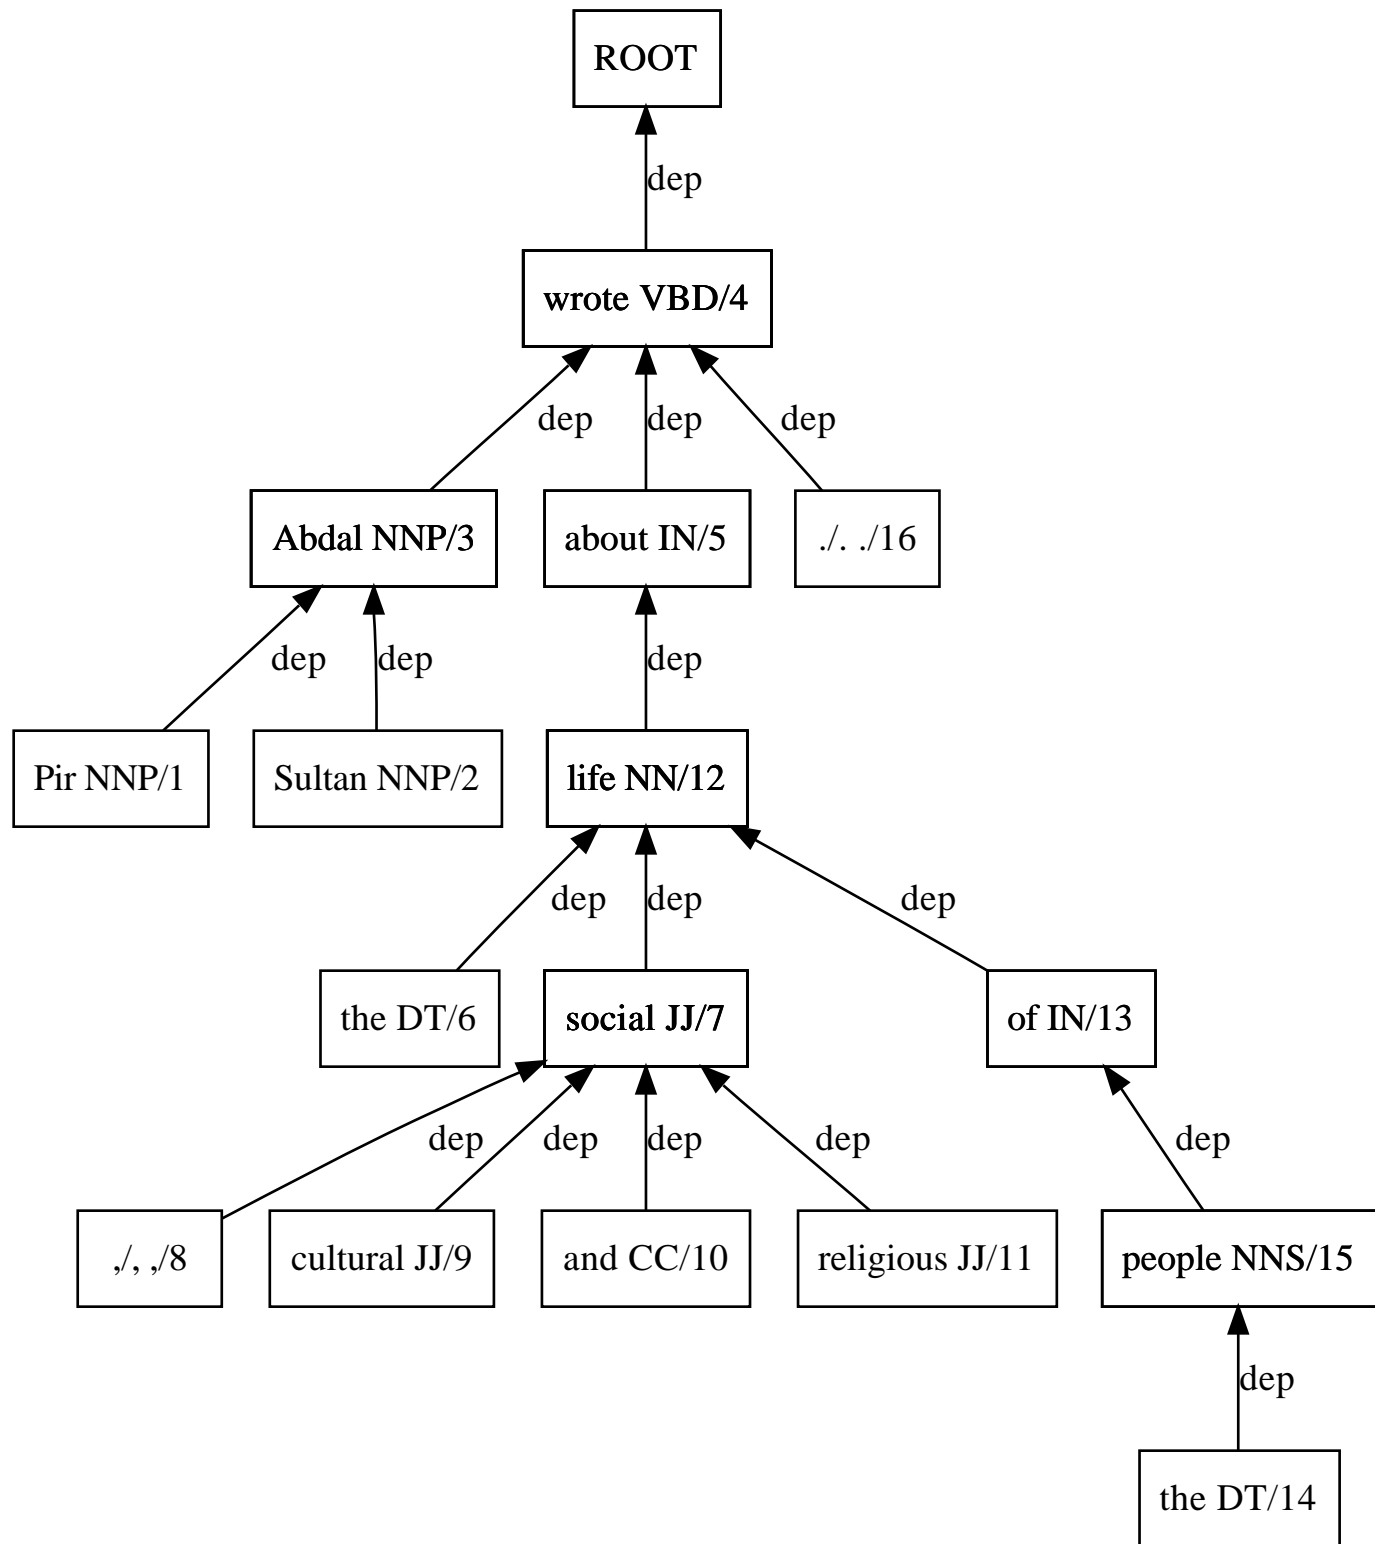 ROOT
dep
wrote VBD/4
dep dep dep
Abdal NNP/3 about IN/5 ./. ./16
dep dep dep
Pir NNP/1 Sultan NNP/2 life NN/12
dep dep dep
the DT/6 social JJ/7 of IN/13
dep dep dep dep dep
,/, ,/8 cultural JJ/9 and CC/10 religious JJ/11 people NNS/15
dep
the DT/14